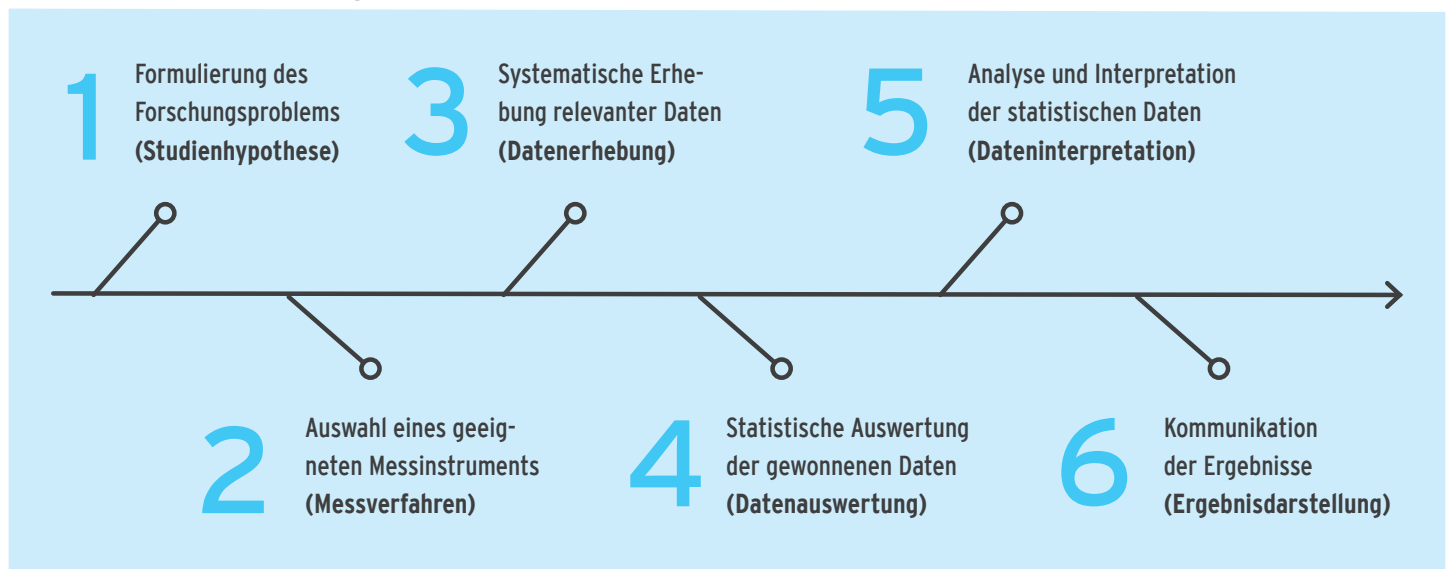 1
Formulierung des
Forschungsproblems
(Studienhypothese)
2
Auswahl eines geeig-
neten Messinstruments
(Messverfahren)
3
Systematische Erhe-
bung relevanter Daten
(Datenerhebung)
4
Statistische Auswertung
der gewonnenen Daten
(Datenauswertung)
5
Analyse und Interpretation
der statistischen Daten
(Dateninterpretation)
6
Kommunikation
der Ergebnisse
(Ergebnisdarstellung)